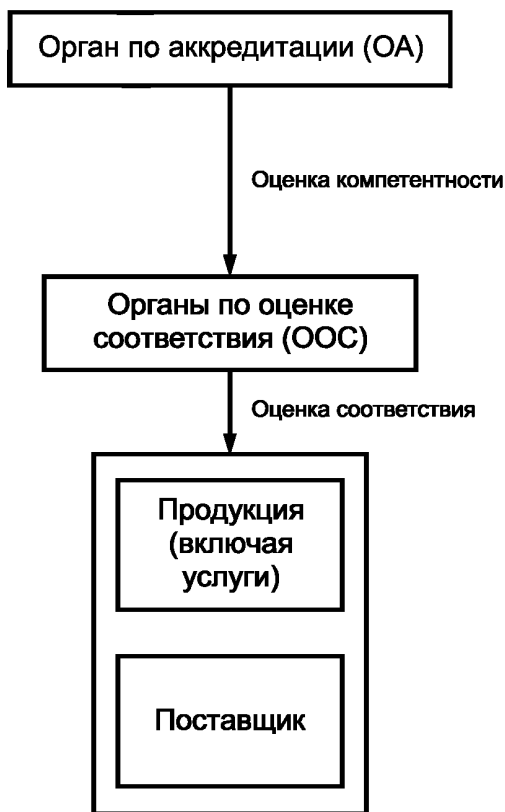 Орган по аккредитации (ОА)
Оценка компетентности
Органы по оценке
соответствия (ООС)
Оценка соответствия
Продукция
(включая
услуги)
Поставщик